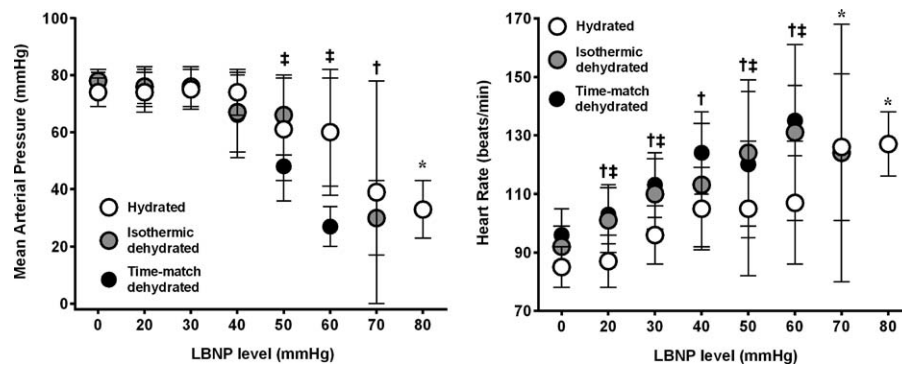 100
80
60
40
20
0
Mean Arterial Pressure (mmHg)
‡ ‡ † *
Hydrated
Isothermic
dehydrated
Time-match
dehydrated
0 20 30 40 50 60 70 80
LBNP level (mmHg)
170
150
130
110
90
70
Heart Rate (beats/min)
Hydrated
Isothermic
dehydrated
Time-match
dehydrated
†‡ †‡ † †‡ †‡ * *
0 20 30 40 50 60 70 80
LBNP level (mmHg)